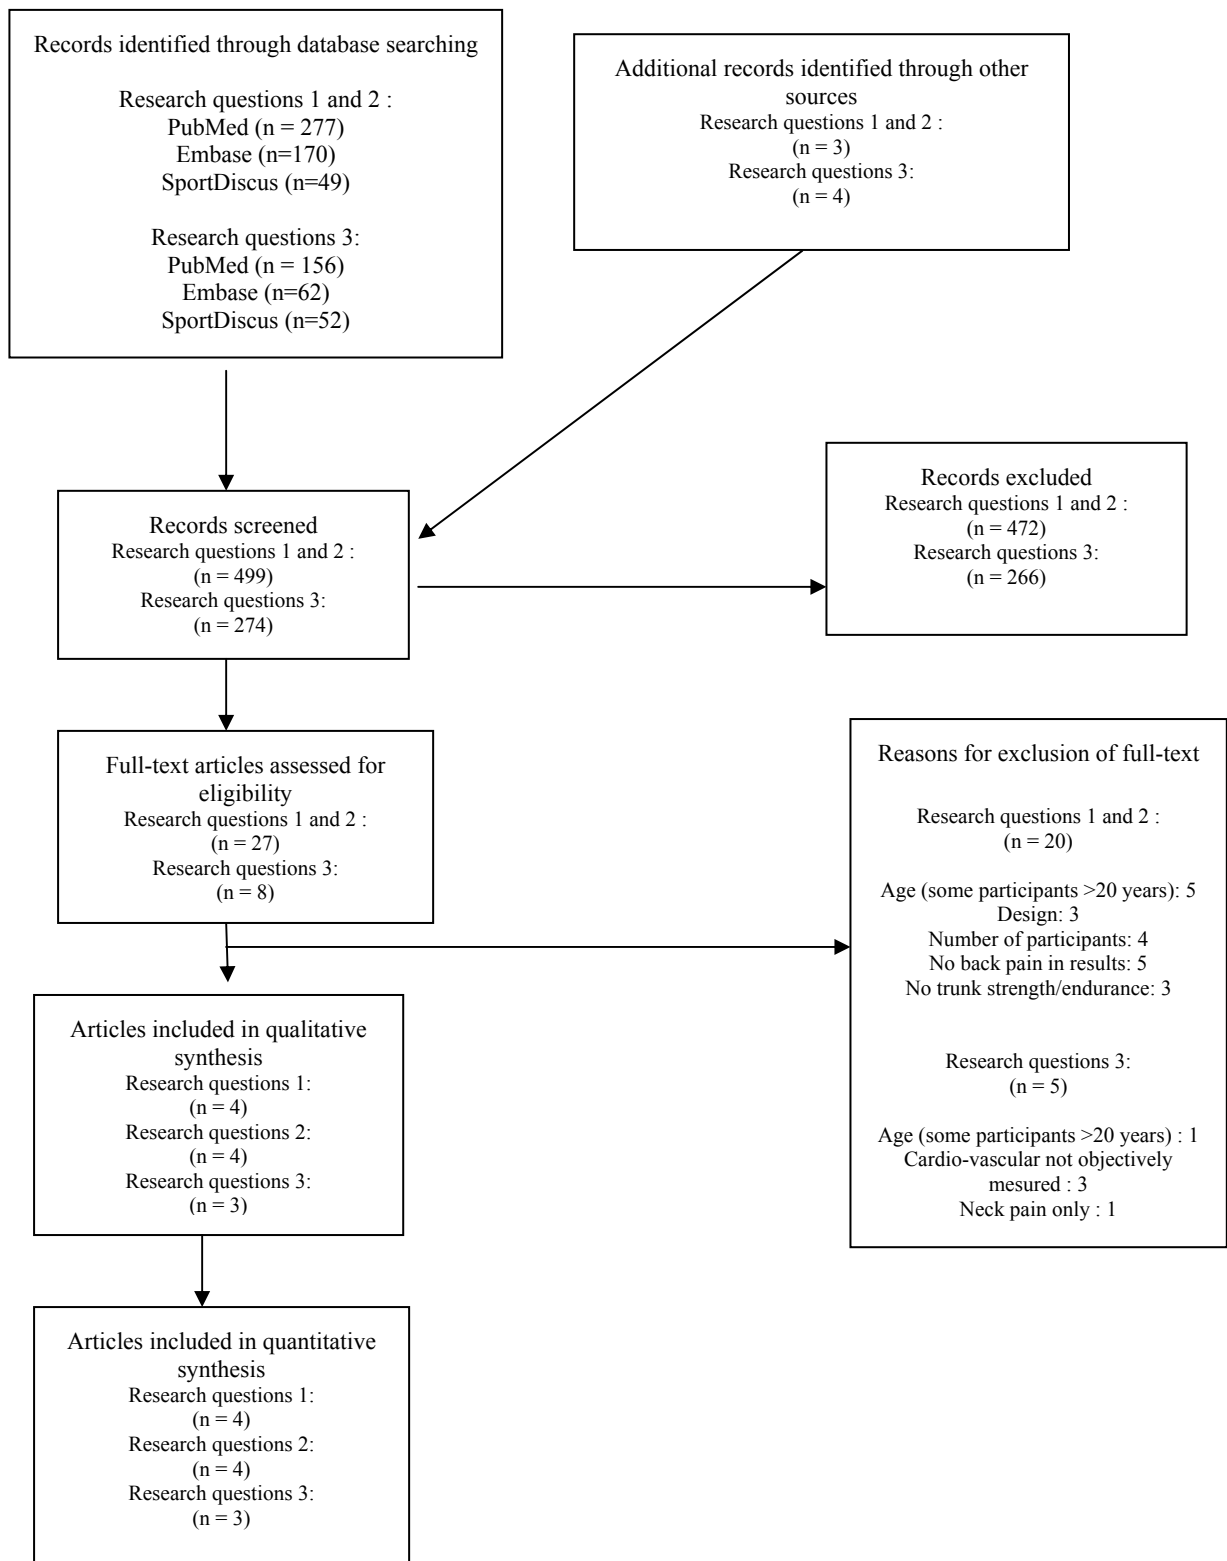 Records identified through database searching
Research questions 1 and 2 :
PubMed (n = 277)
Embase (n=170)
SportDiscus (n=49)
Research questions 3:
PubMed (n = 156)
Embase (n=62)
SportDiscus (n=52)
Additional records identified through other
sources
Research questions 1 and 2 :
(n = 3)
Research questions 3:
(n = 4)
Records screened
Research questions 1 and 2 :
(n = 499)
Research questions 3:
(n = 274)
Records excluded
Research questions 1 and 2 :
(n = 472)
Research questions 3:
(n = 266)
Full-text articles assessed for
eligibility
Research questions 1 and 2 :
(n = 27)
Research questions 3:
(n = 8)
Reasons for exclusion of full-text
Research questions 1 and 2 :
(n = 20)
Age (some participants >20 years): 5
Design: 3
Number of participants: 4
No back pain in results: 5
No trunk strength/endurance: 3
Research questions 3:
(n = 5)
Age (some participants >20 years) : 1
Cardio-vascular not objectively
mesured : 3
Neck pain only : 1
Articles included in qualitative
synthesis
Research questions 1:
(n = 4)
Research questions 2:
(n = 4)
Research questions 3:
(n = 3)
Articles included in quantitative
synthesis
Research questions 1:
(n = 4)
Research questions 2:
(n = 4)
Research questions 3:
(n = 3)